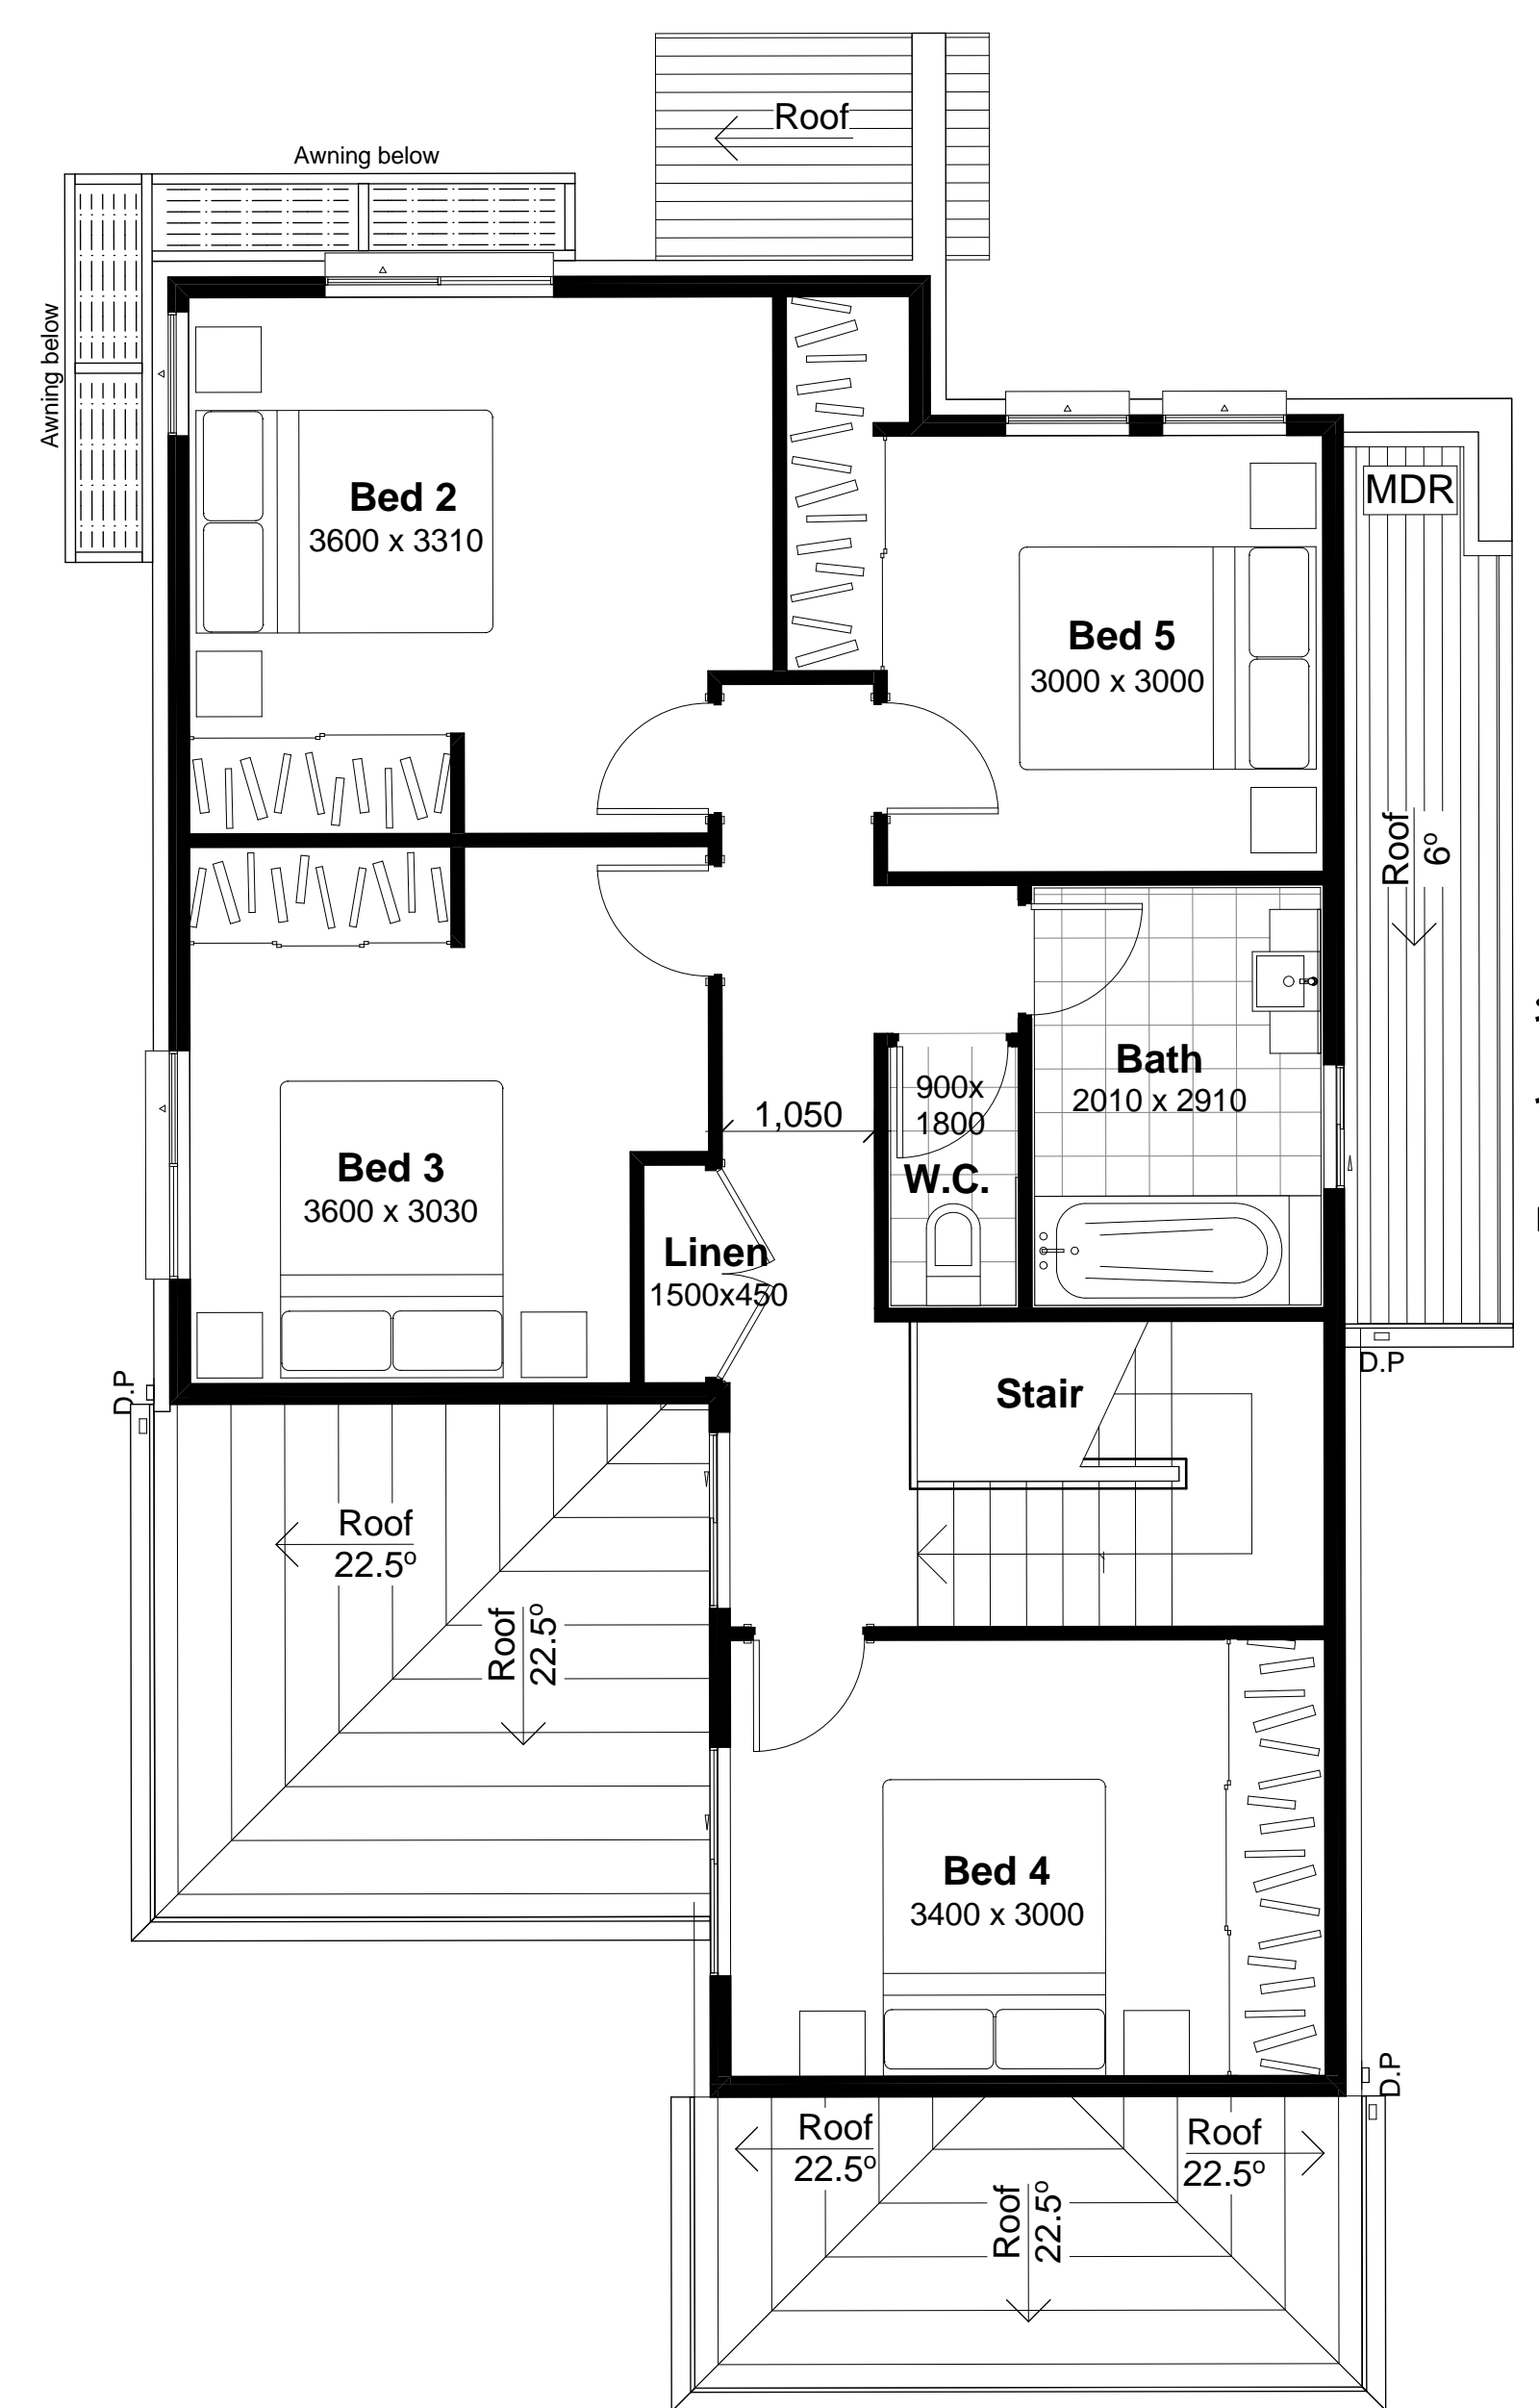 Roof
Awning below
Awning below
Bed 2
3600 x 3310
MDR
Bed 5
3000 x 3000
Roof
6º
Bath
2010 x 2910
900x
1800
W.C.
1,050
Bed 3
3600 x 3030
Linen
1500x450
D.P
D.P
Stair
Roof
22.5º
Roof
22.5º
Bed 4
3400 x 3000
D.P
Roof
22.5º
Roof
22.5º
Roof
22.5º